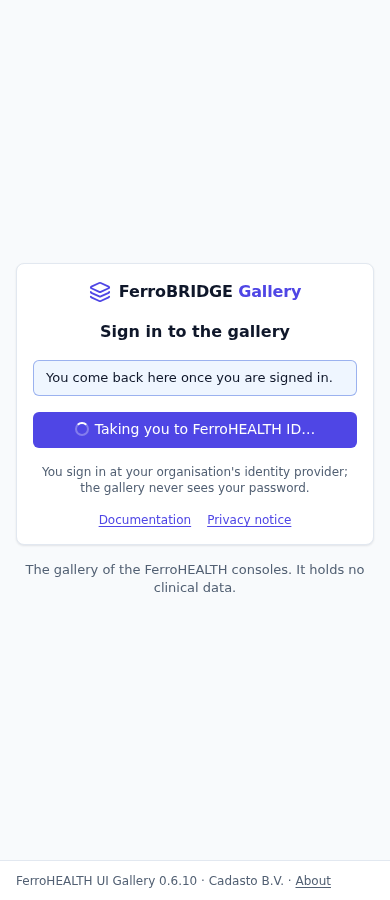 FerroBRIDGE Gallery
Sign in to the gallery
You come back here once you are signed in.
Taking you to FerroHEALTH ID…
You sign in at your organisation's identity provider;
the gallery never sees your password.
Documentation Privacy notice
The gallery of the FerroHEALTH consoles. It holds no
clinical data.
FerroHEALTH UI Gallery 0.6.10 · Cadasto B.V. · About